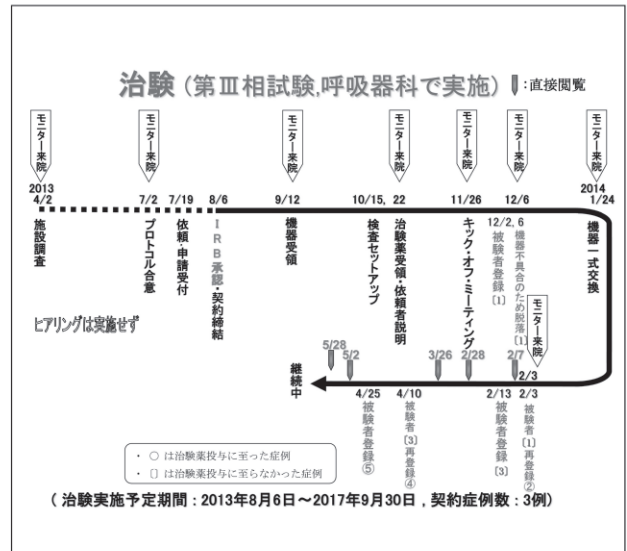 治験 (第Ⅲ相試験,呼吸器科で実施) :直接閲覧
モニター来院
モニター来院
モニター来院
モニター来院
モニター来院
モニター来院
モニター来院
2013
4/2
7/2
7/19
8/6
9/12
10/15, 22
11/26
12/6
2014
1/24
施設調査
プロトコル合意
依頼・申請受付
IRB承認・契約締結
機器受領
検査セットアップ
治験薬受領・依頼者説明
キック・オフ・ミーティング
12/2, 6
被験者登録〔1〕
機器不具合のため脱落〔1〕
モニター来院
機器一式交換
ヒアリングは実施せず
5/28
5/2
3/26
2/28
2/7
2/3
継続中
4/25
被験者登録⑤
4/10
被験者〔3〕再登録④
2/13
被験者登録〔3〕
2/3
被験者〔1〕再登録②
・ ○ は治験薬投与に至った症例
・ 〔〕は治験薬投与に至らなかった症例
( 治験実施予定期間 : 2013年8月6日～2017年9月30日 , 契約症例数 : 3例)